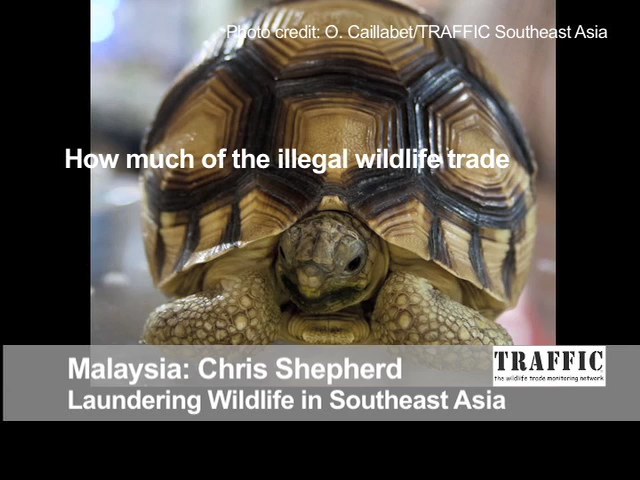 Photo credit: O. Caillabet/TRAFFIC Southeast Asia
How much of the illegal wildlife trade
Malaysia: Chris Shepherd
TRAFFIC
the wildlife trade monitoring network
Laundering Wildlife in Southeast Asia